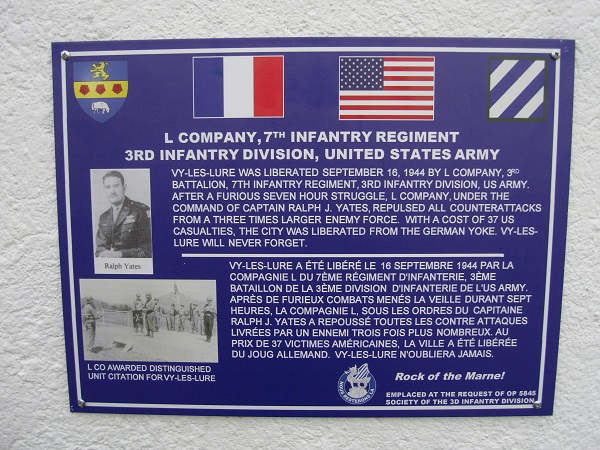 L COMPANY, 7TH INFANTRY REGIMENT
3RD INFANTRY DIVISION, UNITED STATES ARMY
VY-LES-LURE WAS LIBERATED SEPTEMBER 16, 1944 BY L COMPANY, 3RD
BATTALION, 7TH INFANTRY REGIMENT, 3RD INFANTRY DIVISION, US ARMY.
AFTER A FURIOUS SEVEN HOUR STRUGGLE, L COMPANY, UNDER THE
COMMAND OF CAPTAIN RALPH J. YATES, REPULSED ALL COUNTERATTACKS
FROM A THREE TIMES LARGER ENEMY FORCE. WITH A COST OF 37 US
CASUALTIES, THE CITY WAS LIBERATED FROM THE GERMAN YOKE. VY-LES-
LURE WILL NEVER FORGET.
Ralph Yates
VY-LES-LURE A ÉTÉ LIBÉRÉ LE 16 SEPTEMBRE 1944 PAR LA
COMPAGNIE L DU 7ÈME RÉGIMENT D'INFANTERIE, 3ÈME
BATAILLON DE LA 3ÈME DIVISION D'INFANTERIE DE L'US ARMY.
APRÈS DE FURIEUX COMBATS MENÉS LA VEILLE DURANT SEPT
HEURES, LA COMPAGNIE L, SOUS LES ORDRES DU CAPITAINE
RALPH J. YATES A REPOUSSÉ TOUTES LES CONTRE ATTAQUES
LIVRÉES PAR UN ENNEMI TROIS FOIS PLUS NOMBREUX. AU
PRIX DE 37 VICTIMES AMÉRICAINES, LA VILLE A ÉTÉ LIBÉRÉE
DU JOUG ALLEMAND. VY-LES-LURE N'OUBLIERA JAMAIS.
L CO AWARDED DISTINGUISHED
UNIT CITATION FOR VY-LES-LURE
NOUS RESTERONS LA
Rock of the Marne!
EMPLACED AT THE REQUEST OF OP 5845
SOCIETY OF THE 3D INFANTRY DIVISION